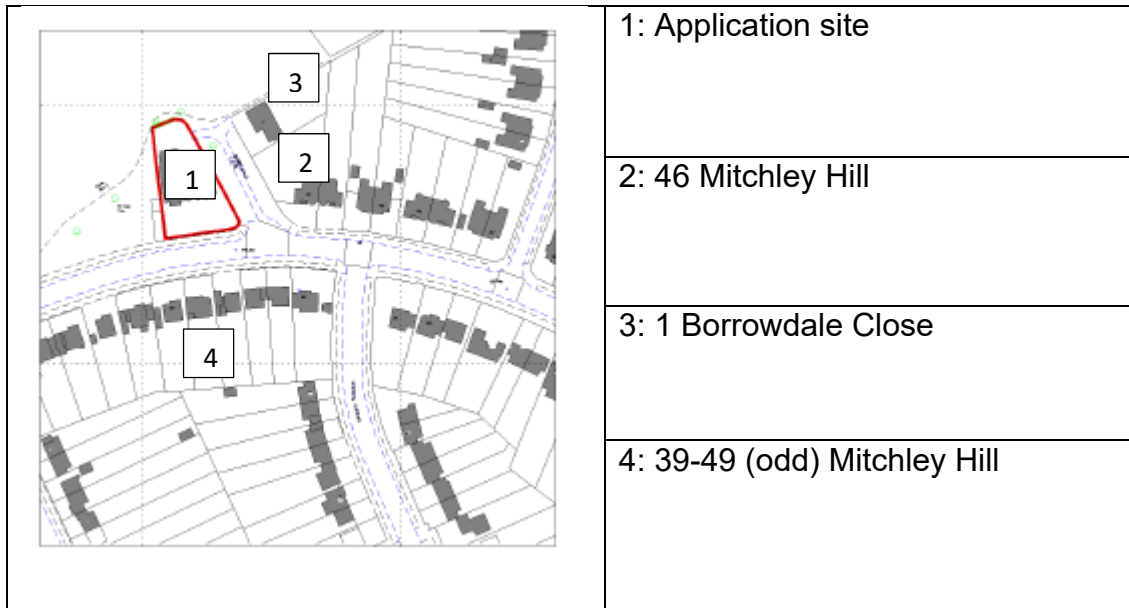 1: Application site
3
2
1
2: 46 Mitchley Hill
3: 1 Borrowdale Close
4
4: 39-49 (odd) Mitchley Hill